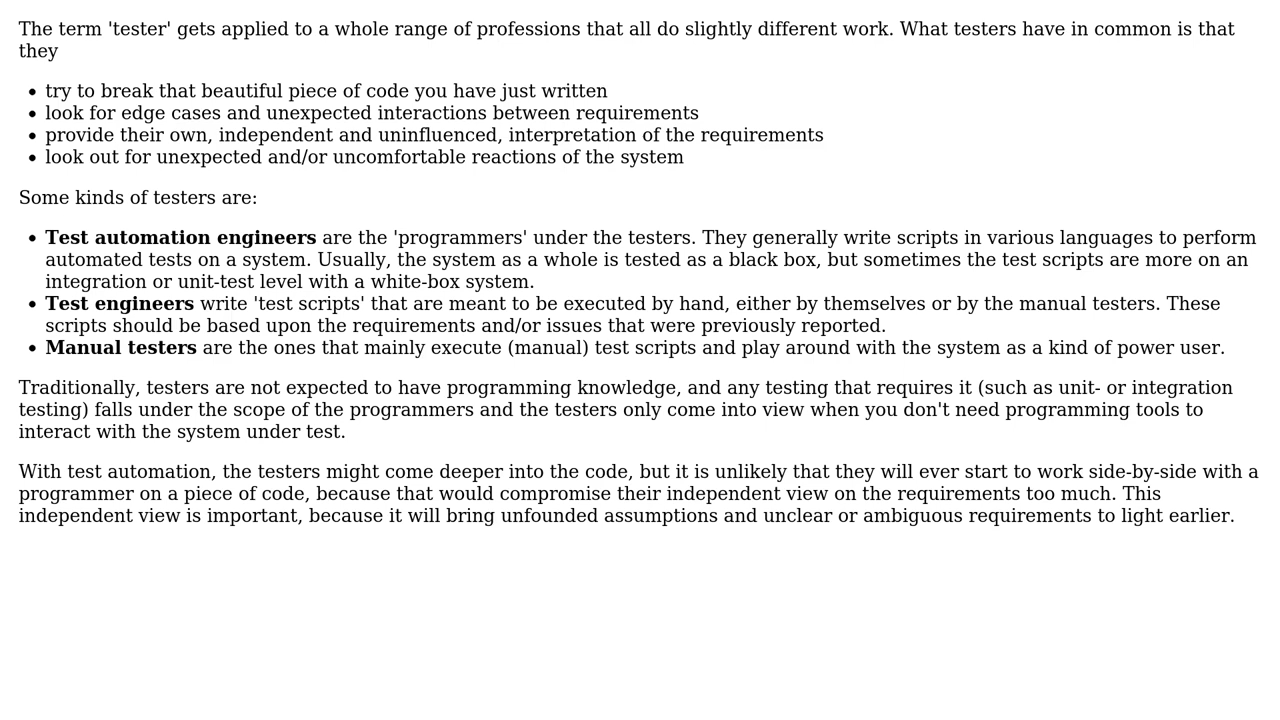 The term 'tester' gets applied to a whole range of professions that all do slightly different work. What testers have in common is that
they
• try to break that beautiful piece of code you have just written
• look for edge cases and unexpected interactions between requirements
• provide their own, independent and uninfluenced, interpretation of the requirements
• look out for unexpected and/or uncomfortable reactions of the system
Some kinds of testers are:
• Test automation engineers are the 'programmers' under the testers. They generally write scripts in various languages to perform
automated tests on a system. Usually, the system as a whole is tested as a black box, but sometimes the test scripts are more on an
integration or unit-test level with a white-box system.
• Test engineers write 'test scripts' that are meant to be executed by hand, either by themselves or by the manual testers. These
scripts should be based upon the requirements and/or issues that were previously reported.
• Manual testers are the ones that mainly execute (manual) test scripts and play around with the system as a kind of power user.
Traditionally, testers are not expected to have programming knowledge, and any testing that requires it (such as unit- or integration
testing) falls under the scope of the programmers and the testers only come into view when you don't need programming tools to
interact with the system under test.
With test automation, the testers might come deeper into the code, but it is unlikely that they will ever start to work side-by-side with a
programmer on a piece of code, because that would compromise their independent view on the requirements too much. This
independent view is important, because it will bring unfounded assumptions and unclear or ambiguous requirements to light earlier.